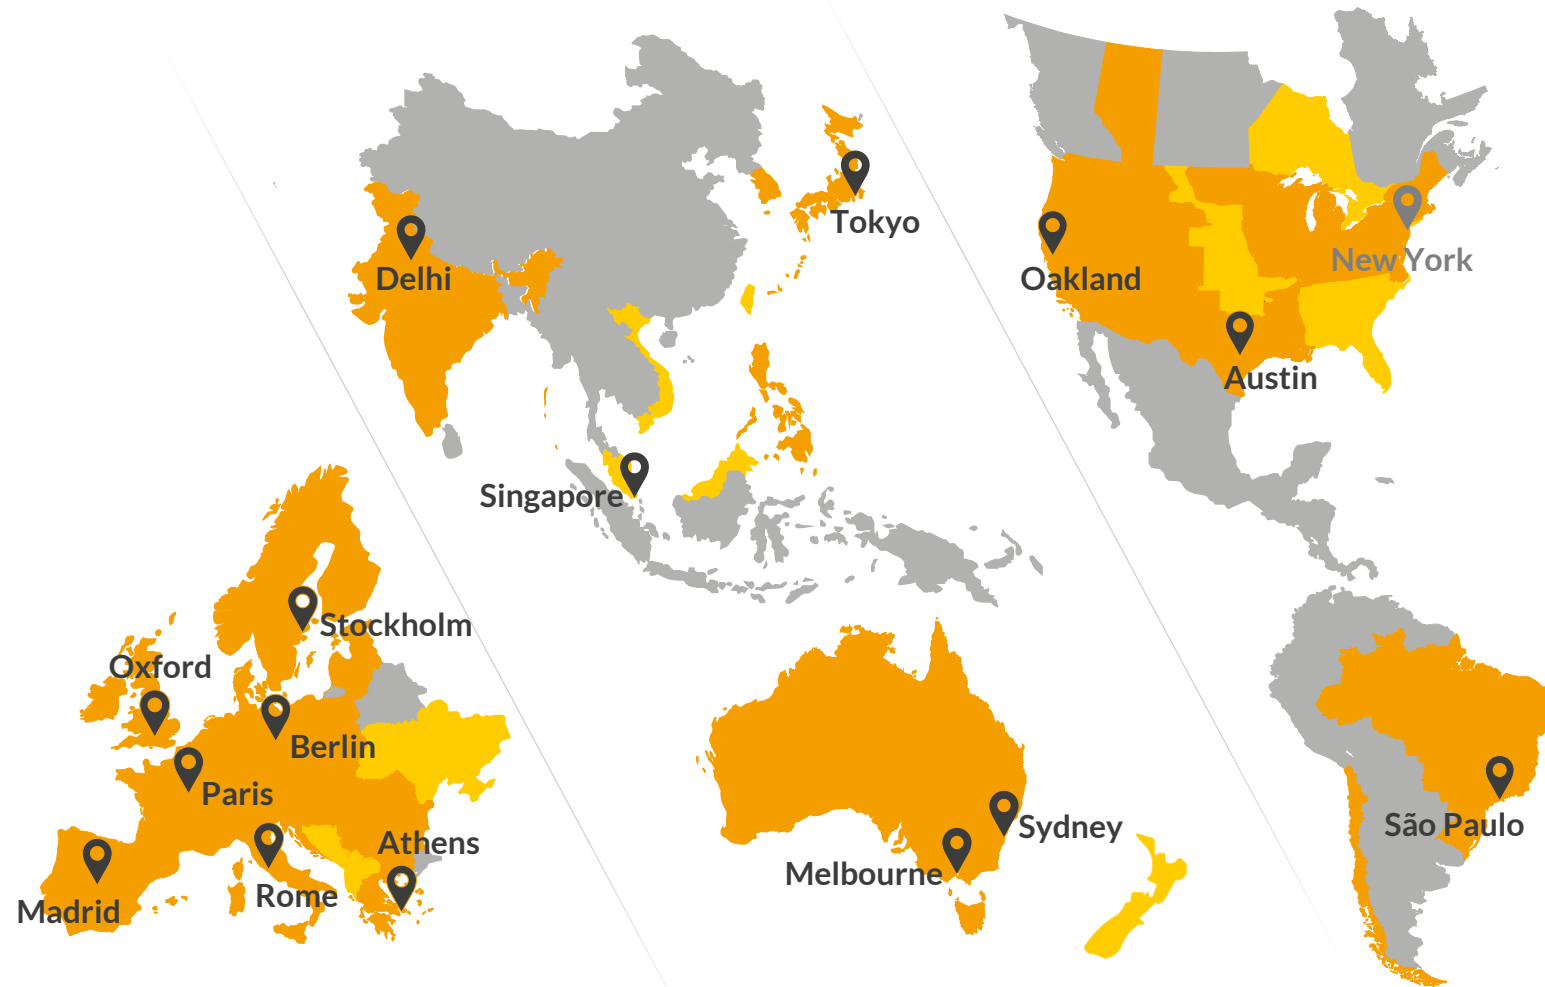 Tokyo
Delhi
New York
Oakland
Austin
Singapore
Stockholm
Oxford
Berlin
Paris
Sydney
São Paulo
Athens
Melbourne
Rome
Madrid